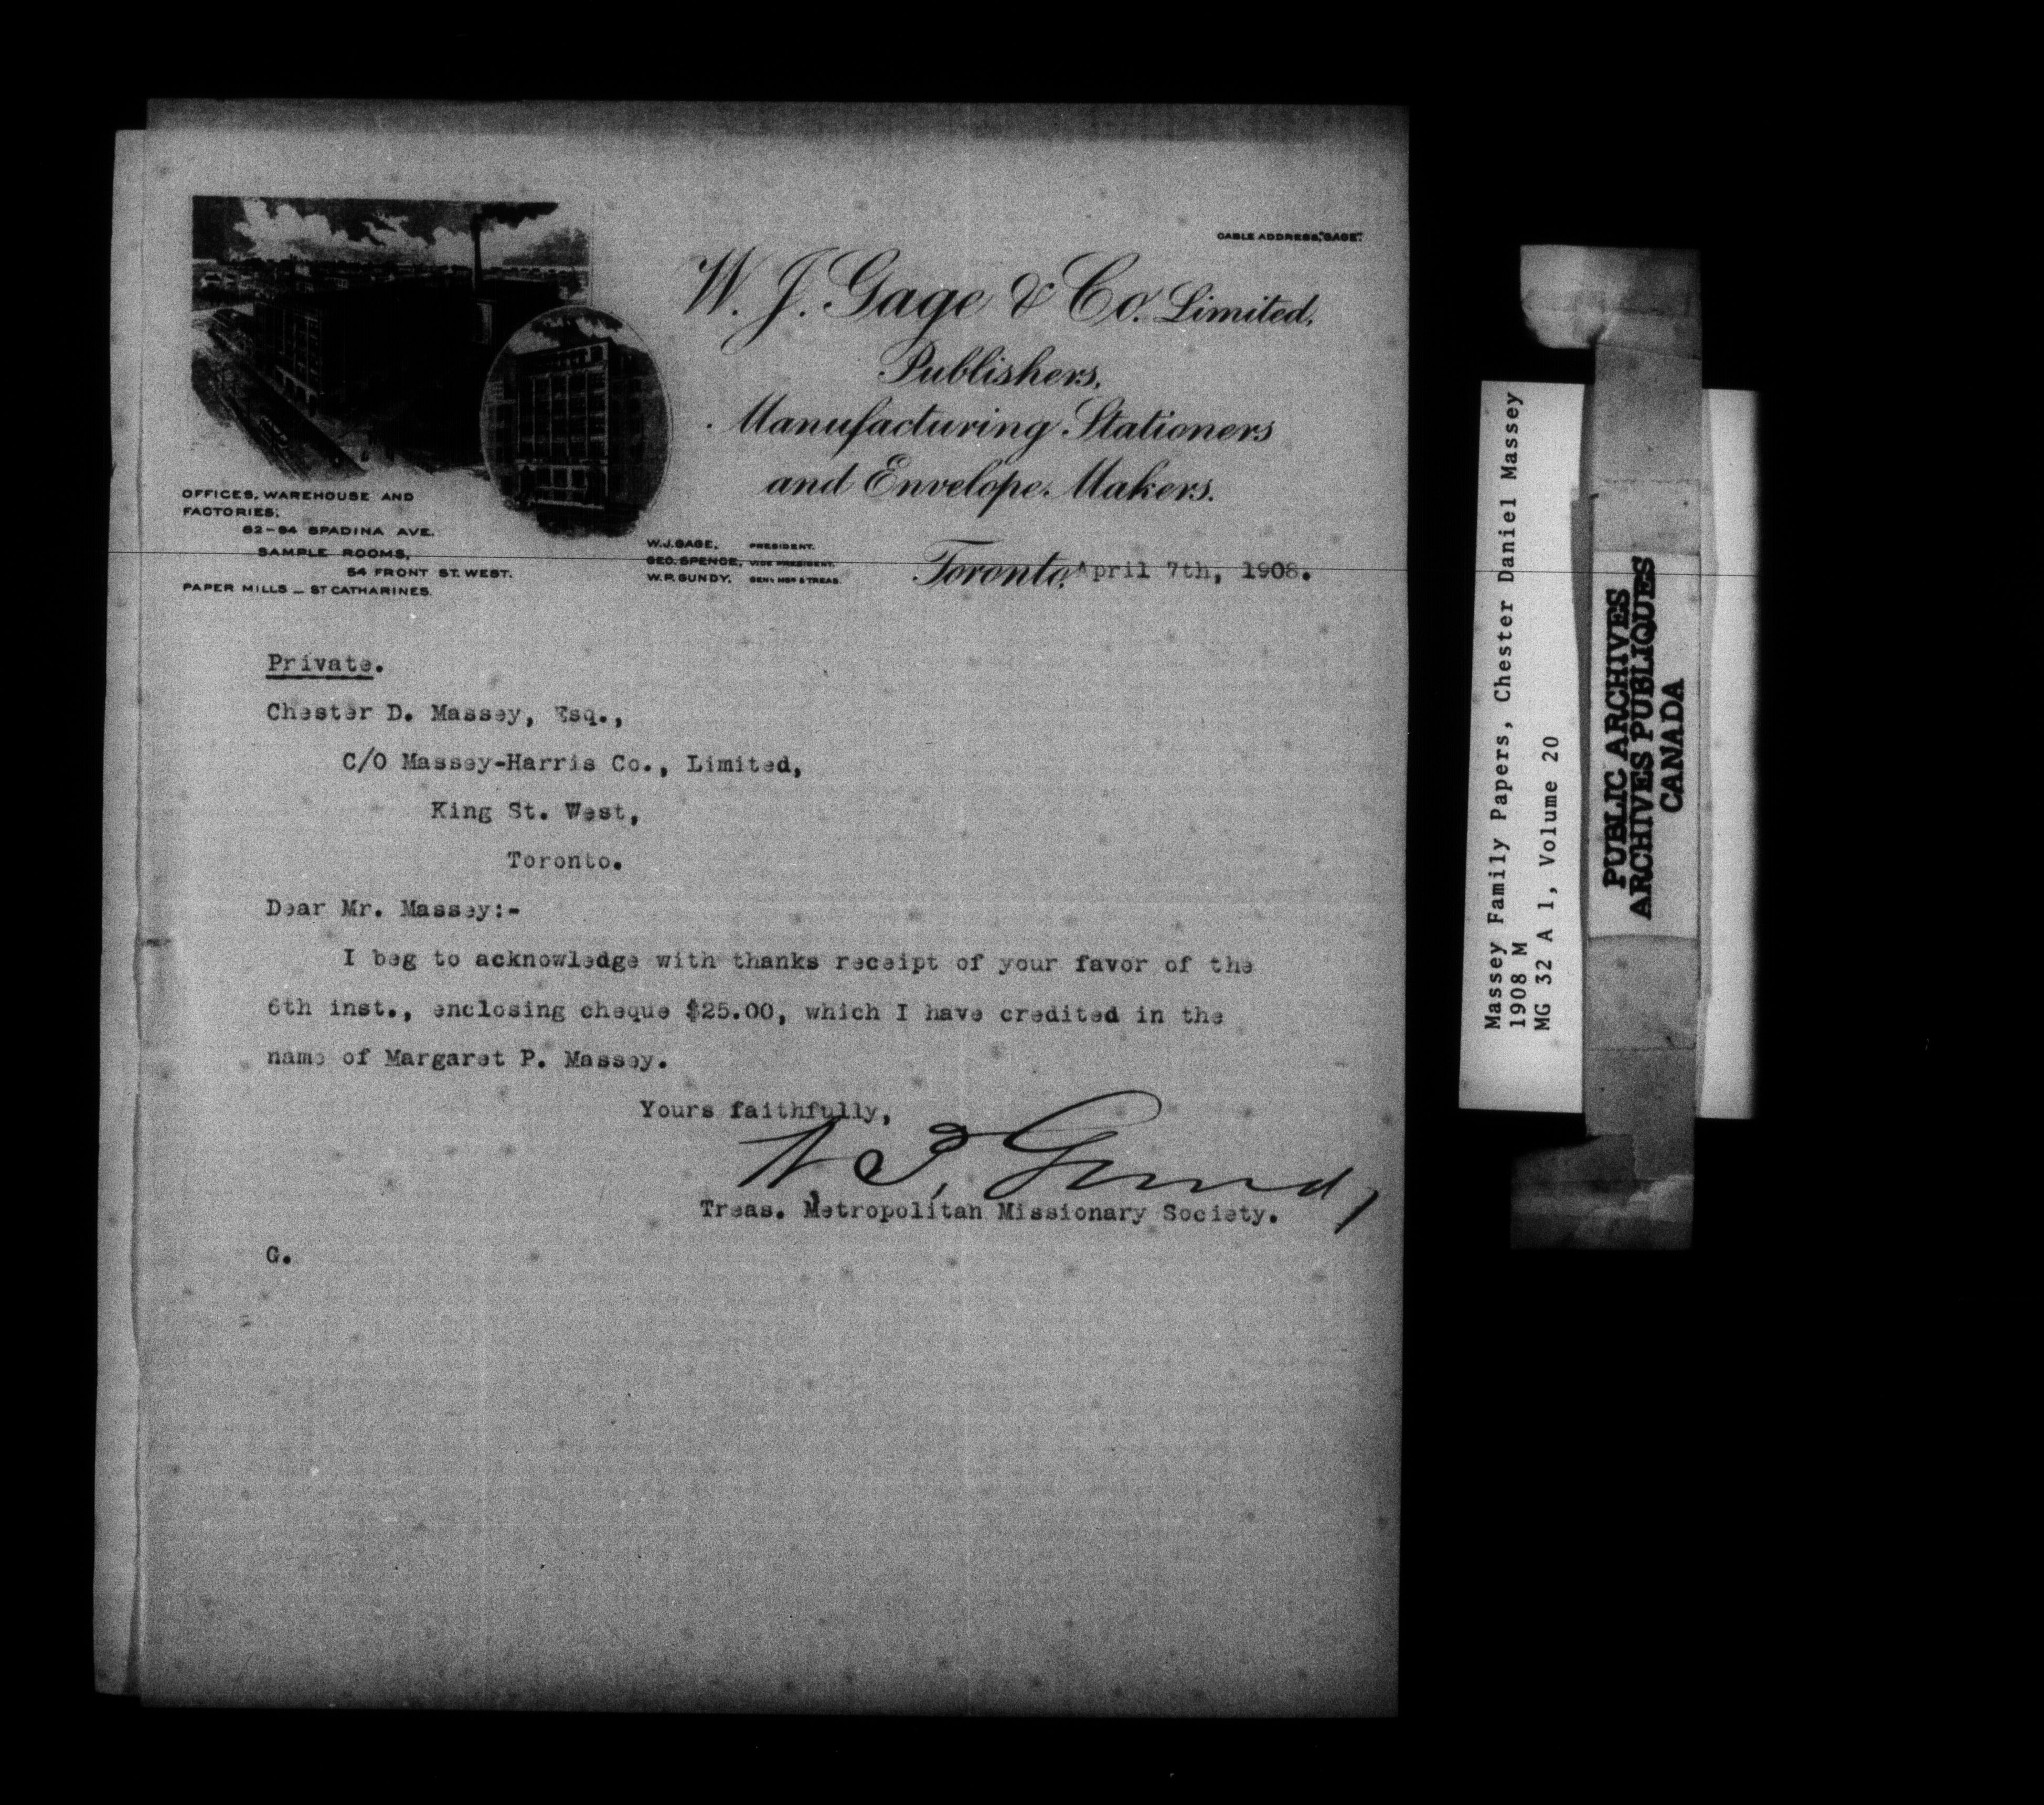 CABLE ADDRESS, "GAGE".
W. J. Gage & Co. Limited.
Publishers,
Manufacturing Stationers
and Envelope Makers.
OFFICES, WAREHOUSE AND
FACTORIES;
82-94 SPADINA AVE.
SAMPLE ROOMS,
54 FRONT ST. WEST.
PAPER MILLS — ST CATHARINES.
W.J. GAGE, PRESIDENT.
GEO. SPENCE, VICE PRESIDENT.
W.P. GUNDY, GENL MGR & TREAS.
Toronto, April 7th, 1908.
Private.
Chester D. Massey, Esq.,
C/O Massey-Harris Co., Limited,
King St. West,
Toronto.
Dear Mr. Massey:-
I beg to acknowledge with thanks receipt of your favor of the
6th inst., enclosing cheque $25.00, which I have credited in the
name of Margaret P. Massey.
Yours faithfully,
W P. Gundy
Treas. Metropolitan Missionary Society.
G.
Massey Family Papers, Chester Daniel Massey
1908 M
MG 32 A 1, Volume 20
PUBLIC ARCHIVES
ARCHIVES PUBLIQUES
CANADA